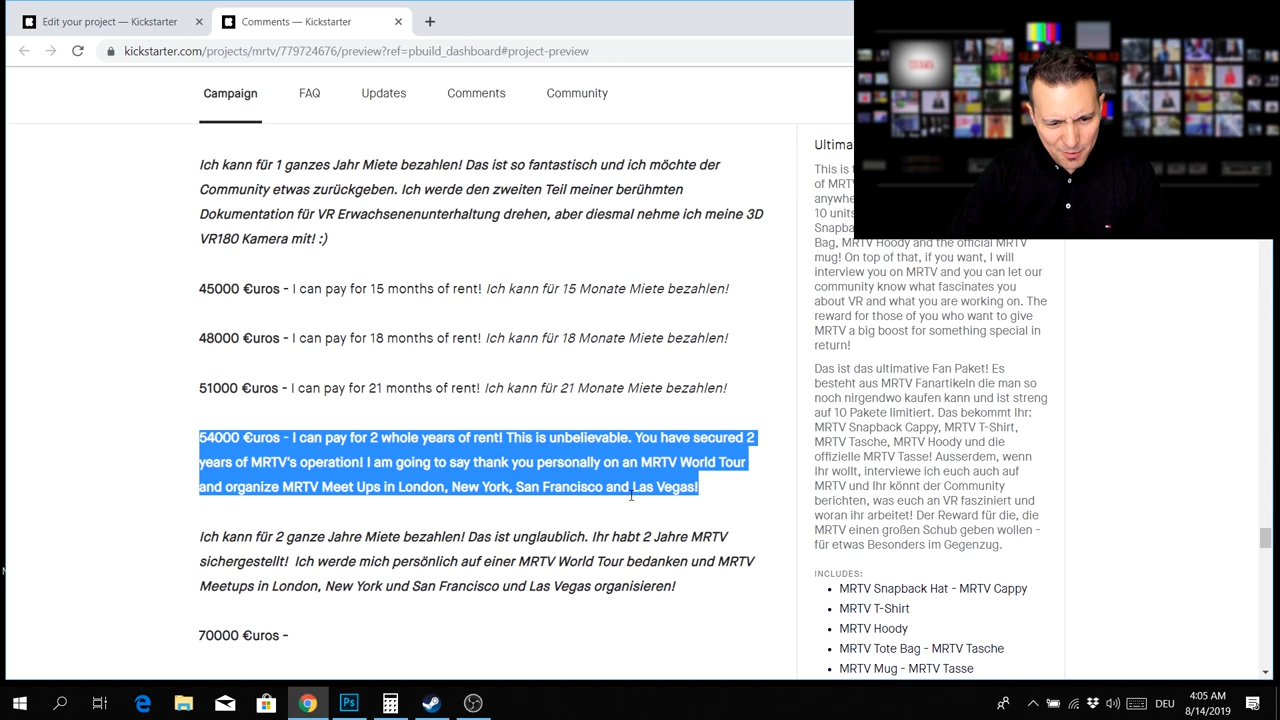 Edit your project — Kickstarter
Comments — Kickstarter
kickstarter.com/projects/mrtv/779724676/preview?ref=pbuild_dashboard#project-preview
Campaign
FAQ
Updates
Comments
Community
Ich kann für 1 ganzes Jahr Miete bezahlen! Das ist so fantastisch und ich möchte der
Community etwas zurückgeben. Ich werde den zweiten Teil meiner berühmten
Dokumentation für VR Erwachsenenunterhaltung drehen, aber diesmal nehme ich meine 3D
VR180 Kamera mit! :)
45000 €uros - I can pay for 15 months of rent! Ich kann für 15 Monate Miete bezahlen!
48000 €uros - I can pay for 18 months of rent! Ich kann für 18 Monate Miete bezahlen!
51000 €uros - I can pay for 21 months of rent! Ich kann für 21 Monate Miete bezahlen!
54000 €uros - I can pay for 2 whole years of rent! This is unbelievable. You have secured 2
years of MRTV's operation! I am going to say thank you personally on an MRTV World Tour
and organize MRTV Meet Ups in London, New York, San Francisco and Las Vegas!
Ich kann für 2 ganze Jahre Miete bezahlen! Das ist unglaublich. Ihr habt 2 Jahre MRTV
sichergestellt! Ich werde mich persönlich auf einer MRTV World Tour bedanken und MRTV
Meetups in London, New York und San Francisco und Las Vegas organisieren!
70000 €uros -
Ultima
This is
of MRTV
anywhe
10 units
Snapba
Bag, MRTV Hoody and the official MRTV
mug! On top of that, if you want, I will
interview you on MRTV and you can let our
community know what fascinates you
about VR and what you are working on. The
reward for those of you who want to give
MRTV a big boost for something special in
return!
Das ist das ultimative Fan Paket! Es
besteht aus MRTV Fanartikeln die man so
noch nirgendwo kaufen kann und ist streng
auf 10 Pakete limitiert. Das bekommt Ihr:
MRTV Snapback Cappy, MRTV T-Shirt,
MRTV Tasche, MRTV Hoody und die
offizielle MRTV Tasse! Ausserdem, wenn
Ihr wollt, interviewe ich euch auch auf
MRTV und Ihr könnt der Community
berichten, was euch an VR fasziniert und
woran ihr arbeitet! Der Reward für die, die
MRTV einen großen Schub geben wollen -
für etwas Besonders im Gegenzug.
INCLUDES:
MRTV Snapback Hat - MRTV Cappy
MRTV T-Shirt
MRTV Hoody
MRTV Tote Bag - MRTV Tasche
MRTV Mug - MRTV Tasse
DEU
4:05 AM
8/14/2019